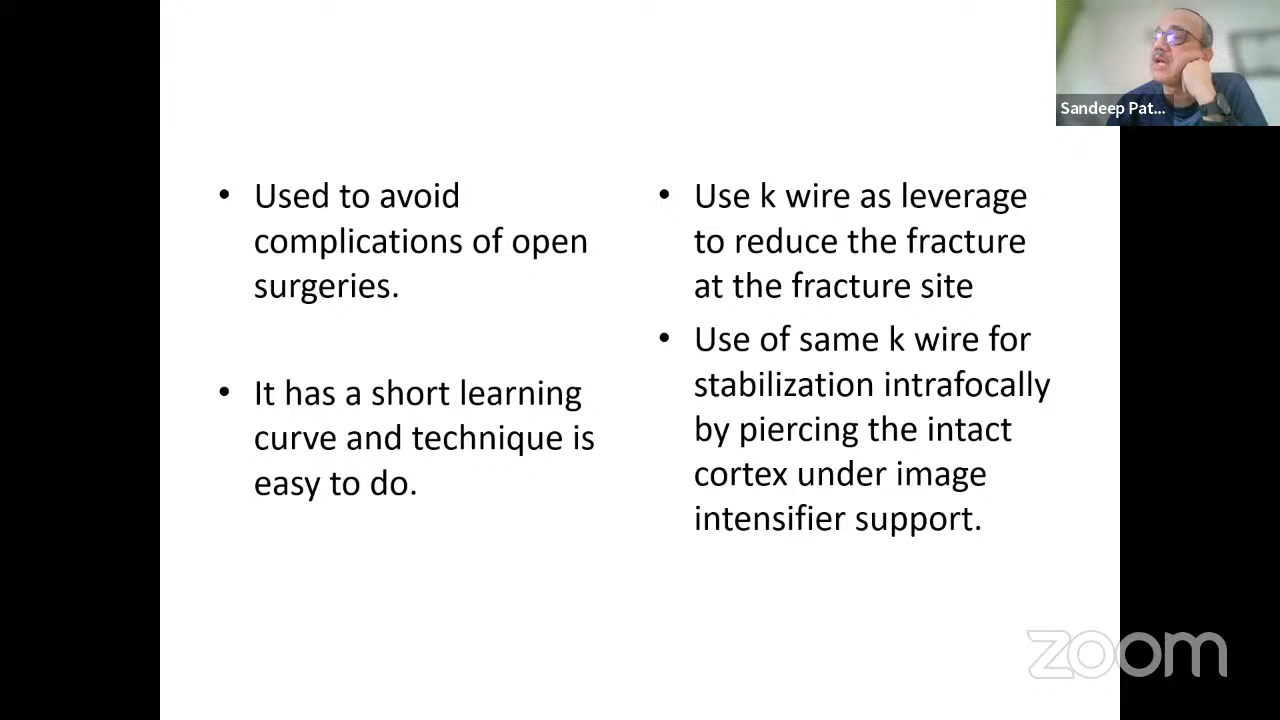 Sandeep Pat...
• Used to avoid
complications of open
surgeries.
• It has a short learning
curve and technique is
easy to do.
• Use k wire as leverage
to reduce the fracture
at the fracture site
• Use of same k wire for
stabilization intrafocally
by piercing the intact
cortex under image
intensifier support.
zoom